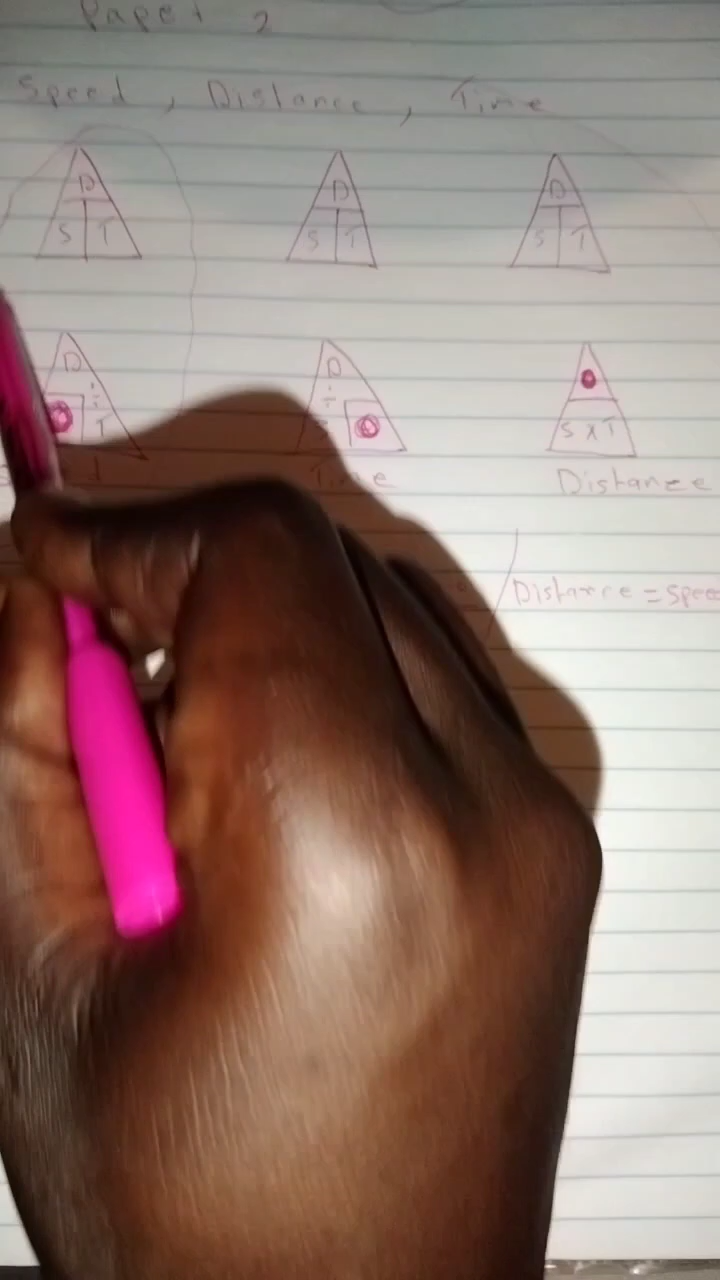 Paper 2
Speed, Distance, Time
D D D
S T S T S T
D D
÷ ÷
T S S x T
Time Distance
Distance = Spee